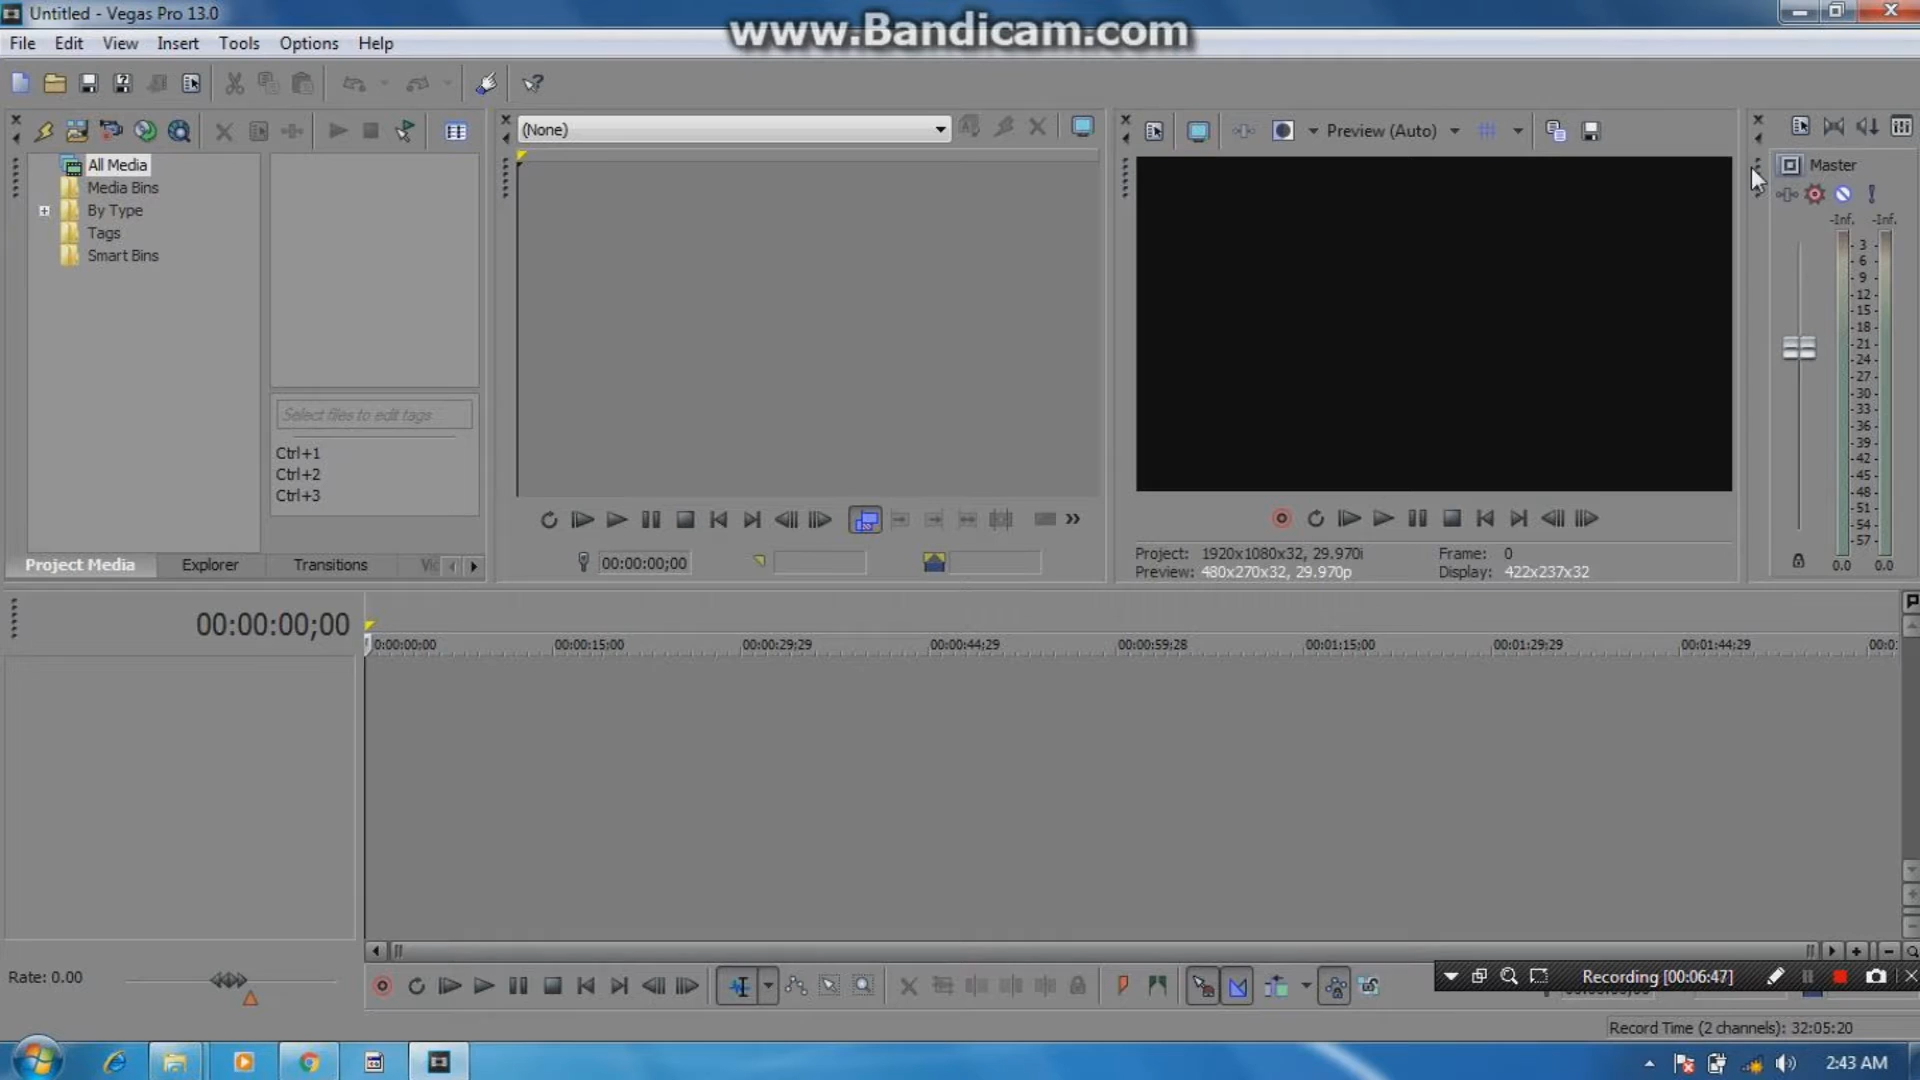 Untitled - Vegas Pro 13.0
www.Bandicam.com
File Edit View Insert Tools Options Help
(None)
Preview (Auto)
All Media
Media Bins
By Type
Tags
Smart Bins
Select files to edit tags
Ctrl+1
Ctrl+2
Ctrl+3
Master
-Inf. -Inf.
3
6
9
12
15
18
21
24
27
30
33
36
39
42
45
48
51
54
57
0.0 0.0
Project Media Explorer Transitions
00:00:00;00
Project: 1920x1080x32, 29.970i Frame: 0
Preview: 480x270x32, 29.970p Display: 422x237x32
00:00:00;00
0:00:00;00 00:00:15;00 00:00:29;29 00:00:44;29 00:00:59;28 00:01:15;00 00:01:29;29 00:01:44;29 00:0
Rate: 0.00
Recording [00:06:47]
Record Time (2 channels): 32:05:20
2:43 AM